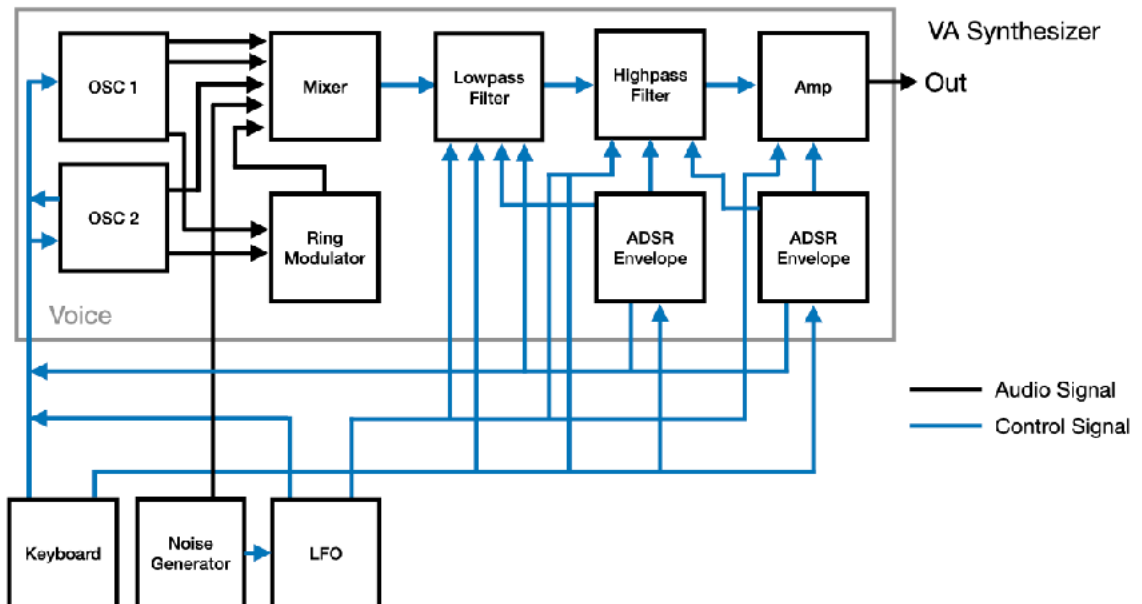 VA Synthesizer
OSC 1
Mixer
Lowpass
Filter
Highpass
Filter
Amp
Out
OSC 2
Ring
Modulator
ADSR
Envelope
ADSR
Envelope
Voice
Audio Signal
Control Signal
Keyboard
Noise
Generator
LFO